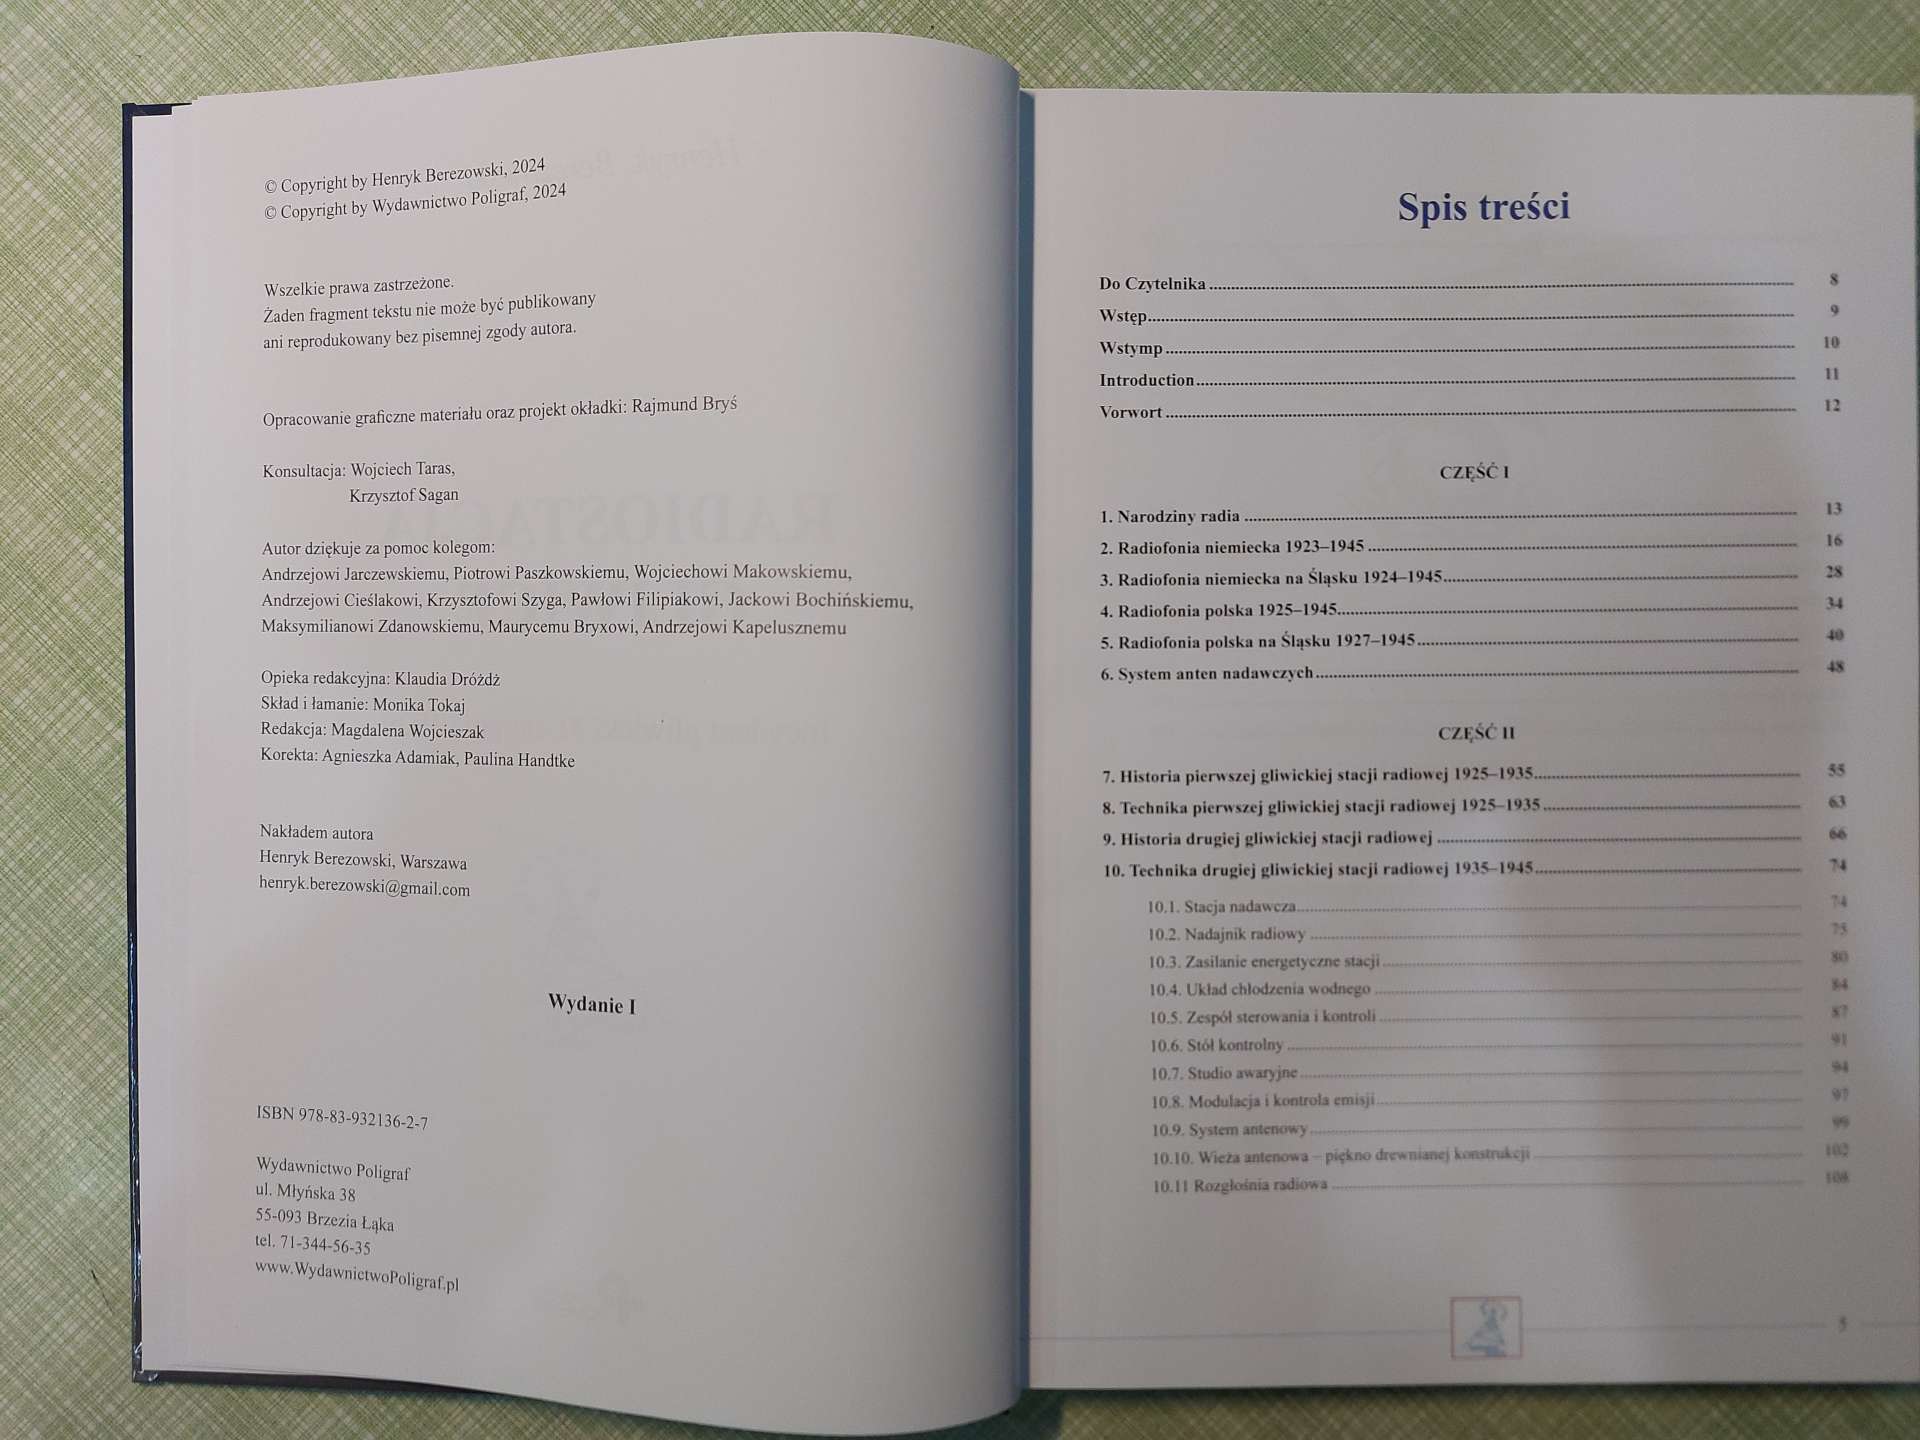 © Copyright by Henryk Berezowski, 2024
© Copyright by Wydawnictwo Poligraf, 2024
Wszelkie prawa zastrzeżone.
Żaden fragment tekstu nie może być publikowany
ani reprodukowany bez pisemnej zgody autora.
Opracowanie graficzne materiału oraz projekt okładki: Rajmund Bryś
Konsultacja: Wojciech Taras,
Krzysztof Sagan
Autor dziękuje za pomoc kolegom:
Andrzejowi Jarczewskiemu, Piotrowi Paszkowskiemu, Wojciechowi Makowskiemu,
Andrzejowi Cieślakowi, Krzysztofowi Szyga, Pawłowi Filipiakowi, Jackowi Bochińskiemu,
Maksymilianowi Zdanowskiemu, Maurycemu Bryxowi, Andrzejowi Kapelusznemu
Opieka redakcyjna: Klaudia Dróżdż
Skład i łamanie: Monika Tokaj
Redakcja: Magdalena Wojcieszak
Korekta: Agnieszka Adamiak, Paulina Handtke
Nakładem autora
Henryk Berezowski, Warszawa
henryk.berezowski@gmail.com
Wydanie I
ISBN 978-83-932136-2-7
Wydawnictwo Poligraf
ul. Młyńska 38
55-093 Brzezia Łąka
tel. 71-344-56-35
www.WydawnictwoPoligraf.pl
Spis treści
Do Czytelnika 8
Wstęp 9
Wstymp 10
Introduction 11
Vorwort 12
CZĘŚĆ I
1. Narodziny radia 13
2. Radiofonia niemiecka 1923–1945 16
3. Radiofonia niemiecka na Śląsku 1924–1945 28
4. Radiofonia polska 1925–1945 34
5. Radiofonia polska na Śląsku 1927–1945 40
6. System anten nadawczych 48
CZĘŚĆ II
7. Historia pierwszej gliwickiej stacji radiowej 1925–1935 55
8. Technika pierwszej gliwickiej stacji radiowej 1925–1935 63
9. Historia drugiej gliwickiej stacji radiowej 66
10. Technika drugiej gliwickiej stacji radiowej 1935–1945 74
10.1. Stacja nadawcza 74
10.2. Nadajnik radiowy 75
10.3. Zasilanie energetyczne stacji 80
10.4. Układ chłodzenia wodnego 84
10.5. Zespół sterowania i kontroli 87
10.6. Stół kontrolny 91
10.7. Studio awaryjne 94
10.8. Modulacja i kontrola emisji 97
10.9. System antenowy 99
10.10. Wieża antenowa – piękno drewnianej konstrukcji 102
10.11 Rozgłośnia radiowa 108
5